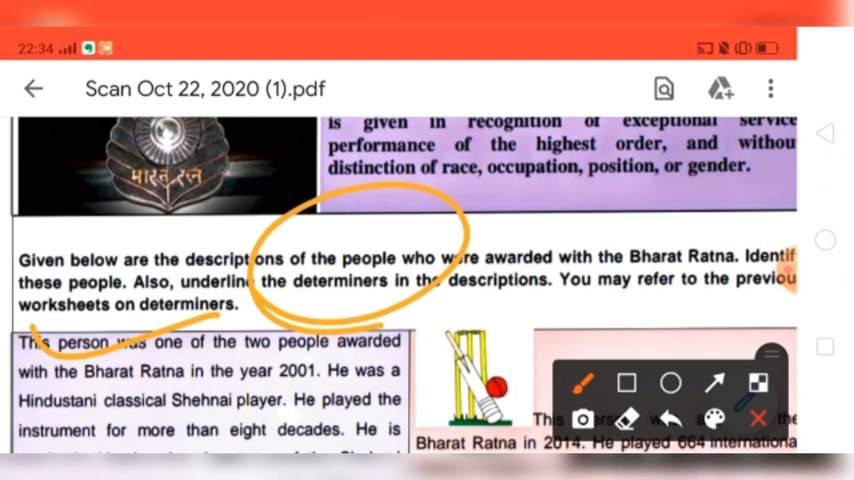 22:34
Scan Oct 22, 2020 (1).pdf
भारत रत्न
is given in recognition of exceptional service
performance of the highest order, and withou
distinction of race, occupation, position, or gender.
Given below are the descriptions of the people who were awarded with the Bharat Ratna. Identif
these people. Also, underline the determiners in the descriptions. You may refer to the previou
worksheets on determiners.
This person was one of the two people awarded
with the Bharat Ratna in the year 2001. He was a
Hindustani classical Shehnai player. He played the
instrument for more than eight decades. He is
This
the
Bharat Ratna in 2014. He played 664 internationa